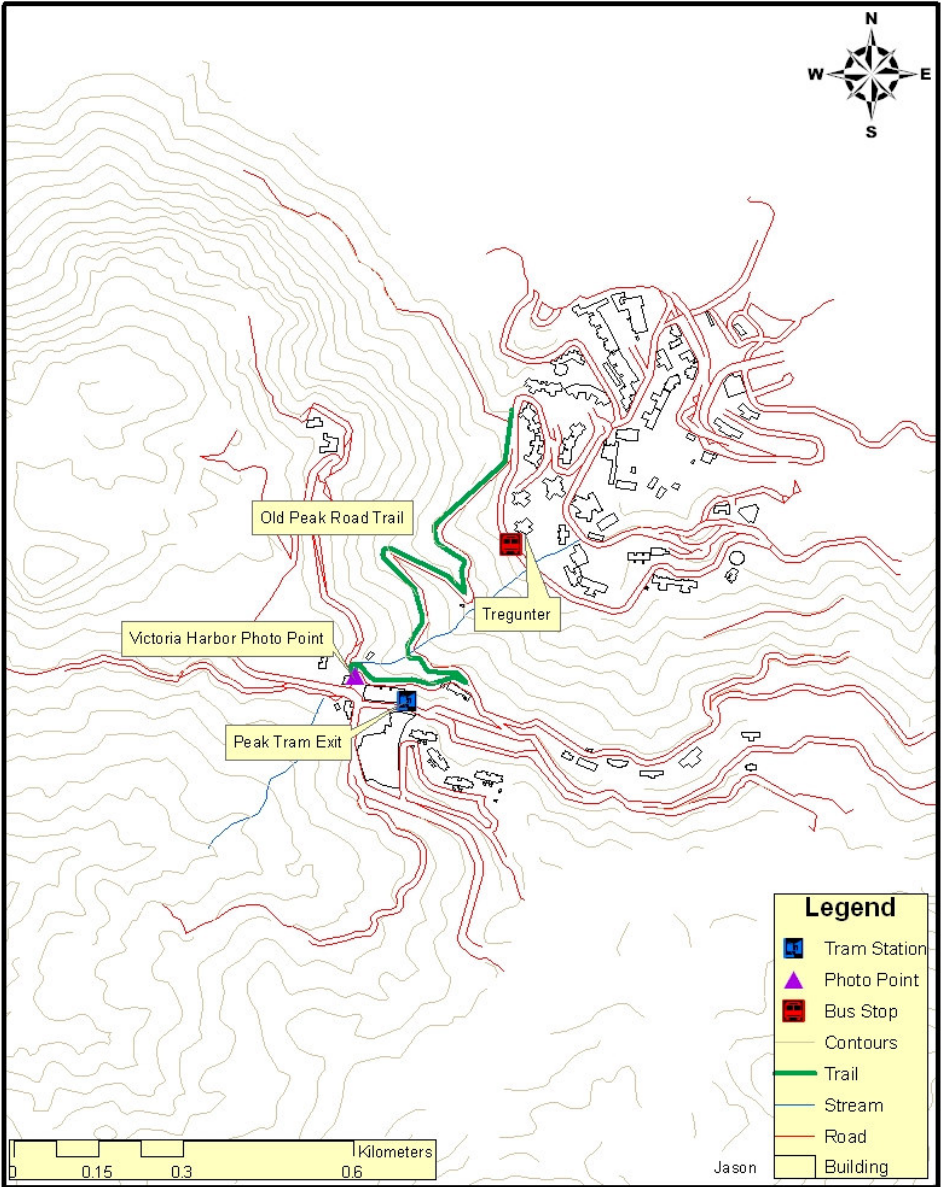 N
W E
S
Old Peak Road Trail
Tregunter
Victoria Harbor Photo Point
Peak Tram Exit
Legend
Tram Station
Photo Point
Bus Stop
Contours
Trail
Stream
Road
Building
Kilometers
0 0.15 0.3 0.6
Jason